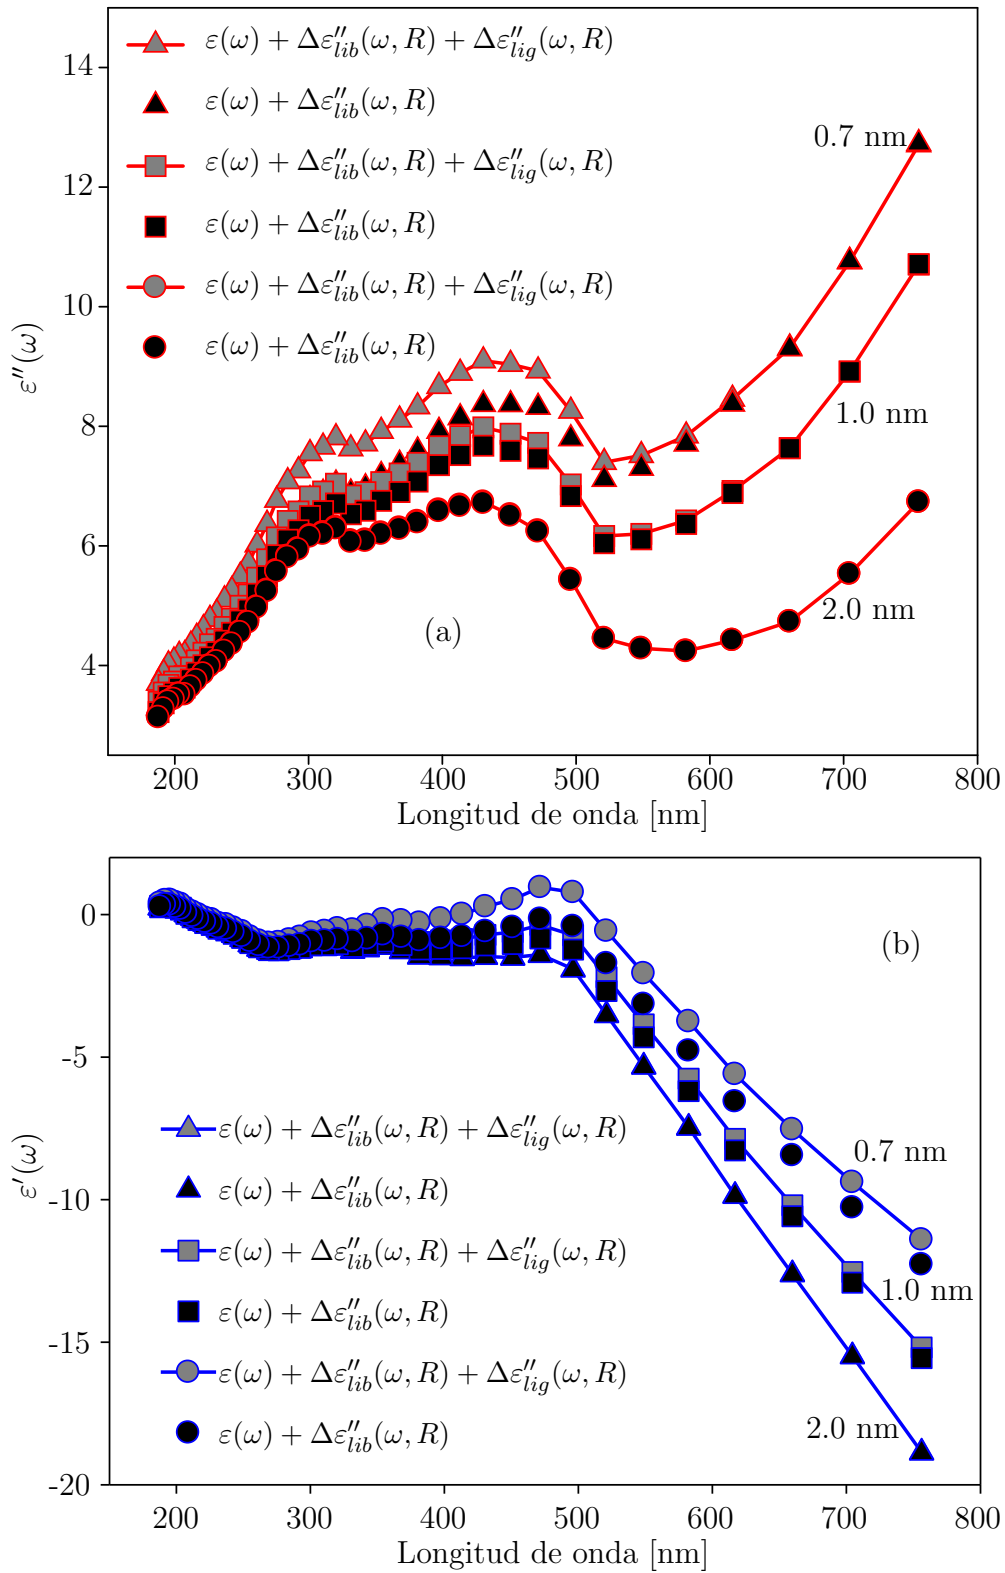 ε(ω) + Δε''lib(ω, R) + Δε''lig(ω, R)
ε(ω) + Δε''lib(ω, R)
ε(ω) + Δε''lib(ω, R) + Δε''lig(ω, R)
ε(ω) + Δε''lib(ω, R)
ε(ω) + Δε''lib(ω, R) + Δε''lig(ω, R)
ε(ω) + Δε''lib(ω, R)
14
12
10
8
6
4
ε''(ω)
0.7 nm
1.0 nm
2.0 nm
(a)
200 300 400 500 600 700 800
Longitud de onda [nm]
0
-5
-10
-15
-20
ε'(ω)
(b)
ε(ω) + Δε''lib(ω, R) + Δε''lig(ω, R)
ε(ω) + Δε''lib(ω, R)
ε(ω) + Δε''lib(ω, R) + Δε''lig(ω, R)
ε(ω) + Δε''lib(ω, R)
ε(ω) + Δε''lib(ω, R) + Δε''lig(ω, R)
ε(ω) + Δε''lib(ω, R)
0.7 nm
1.0 nm
2.0 nm
200 300 400 500 600 700 800
Longitud de onda [nm]